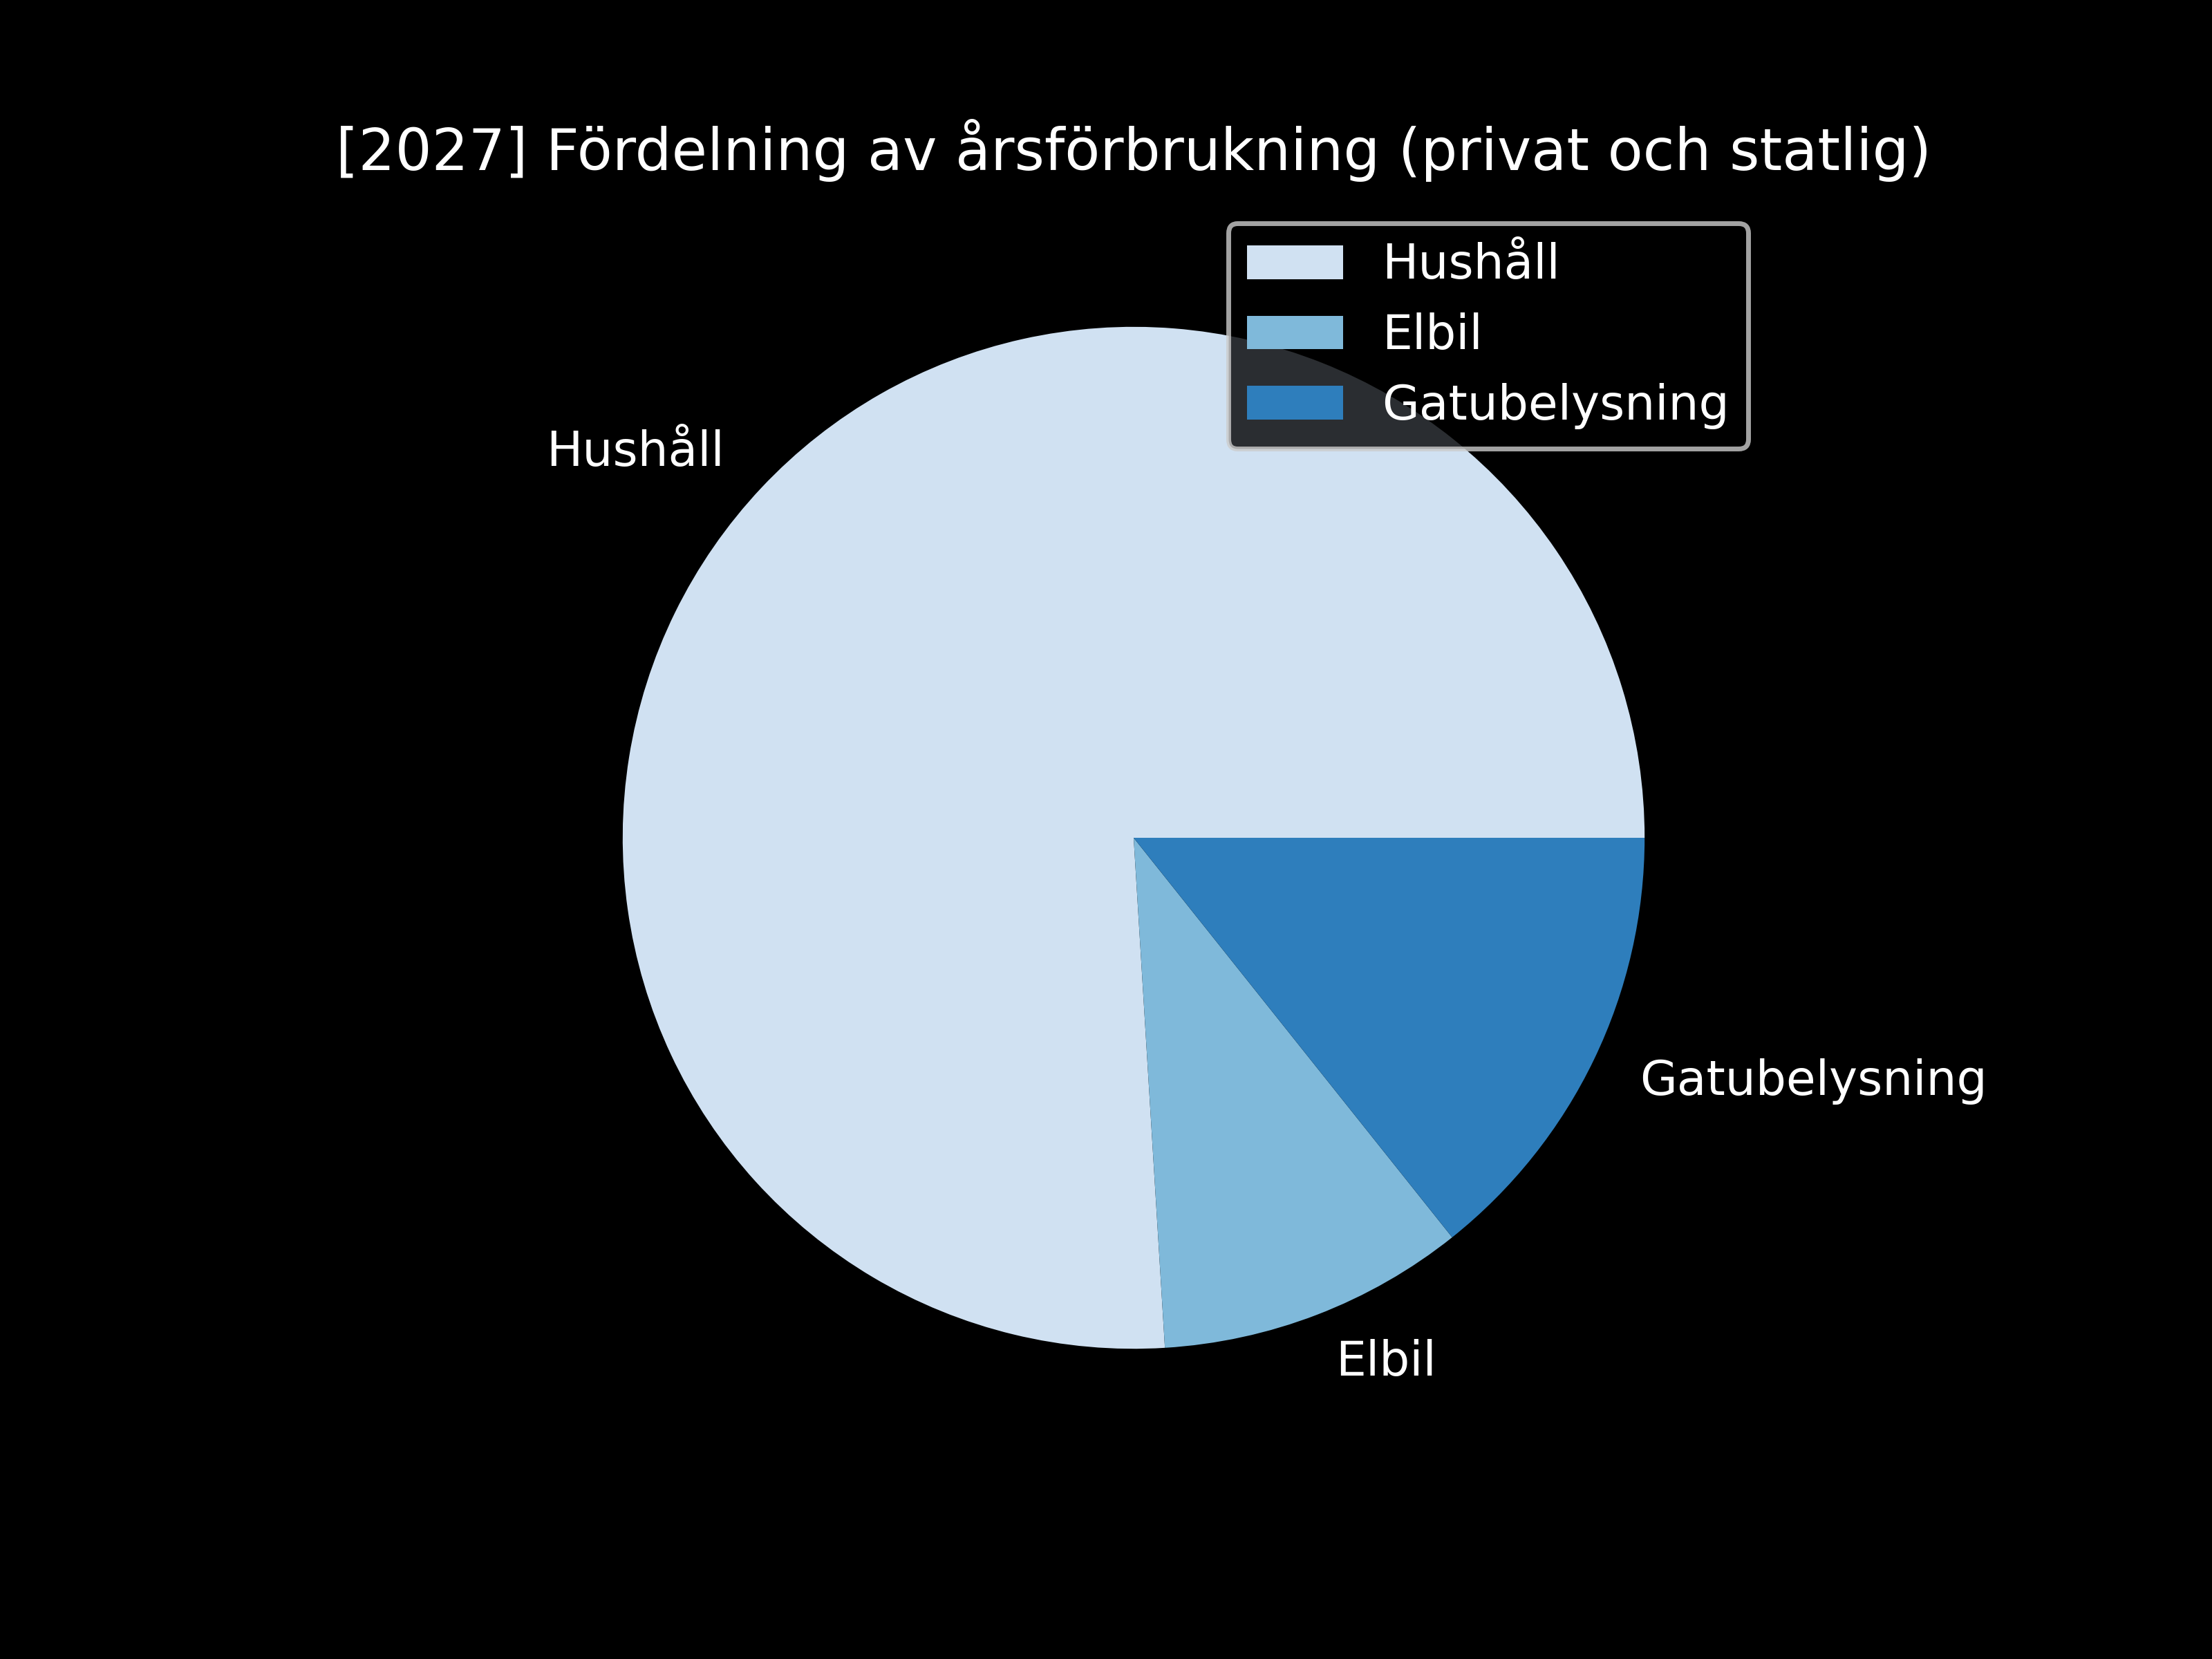 [2027] Fördelning av årsförbrukning (privat och statlig)
Hushåll
Elbil
Gatubelysning
Hushåll
Gatubelysning
Elbil